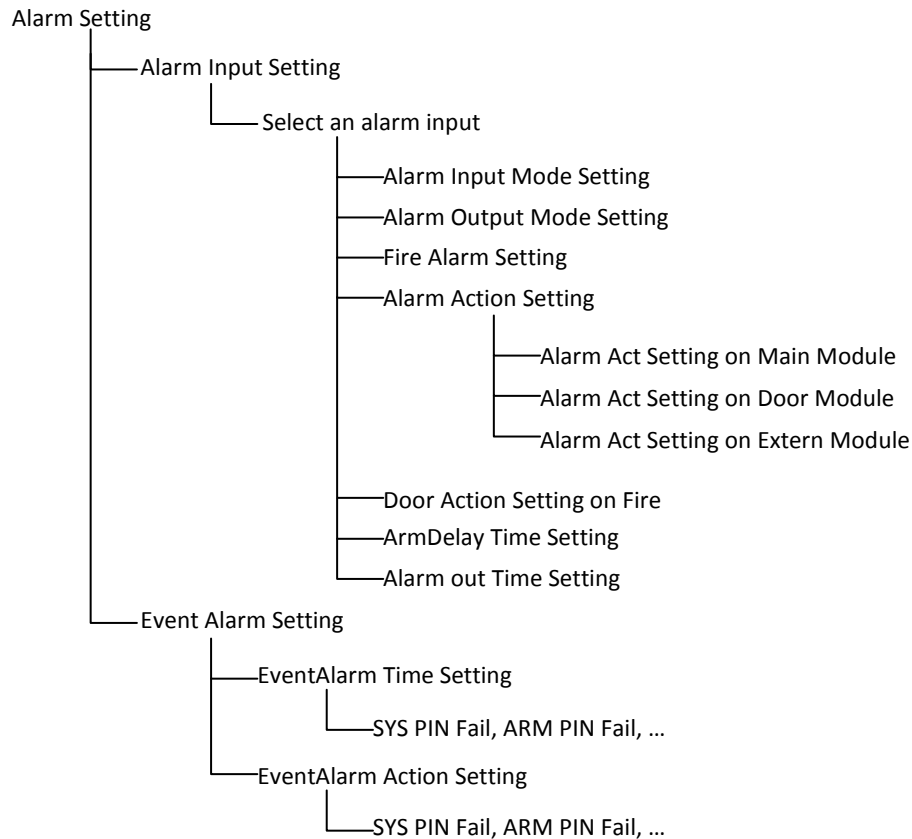 Alarm Setting
Alarm Input Setting
Select an alarm input
Alarm Input Mode Setting
Alarm Output Mode Setting
Fire Alarm Setting
Alarm Action Setting
Alarm Act Setting on Main Module
Alarm Act Setting on Door Module
Alarm Act Setting on Extern Module
Door Action Setting on Fire
ArmDelay Time Setting
Alarm out Time Setting
Event Alarm Setting
EventAlarm Time Setting
SYS PIN Fail, ARM PIN Fail, …
EventAlarm Action Setting
SYS PIN Fail, ARM PIN Fail, …